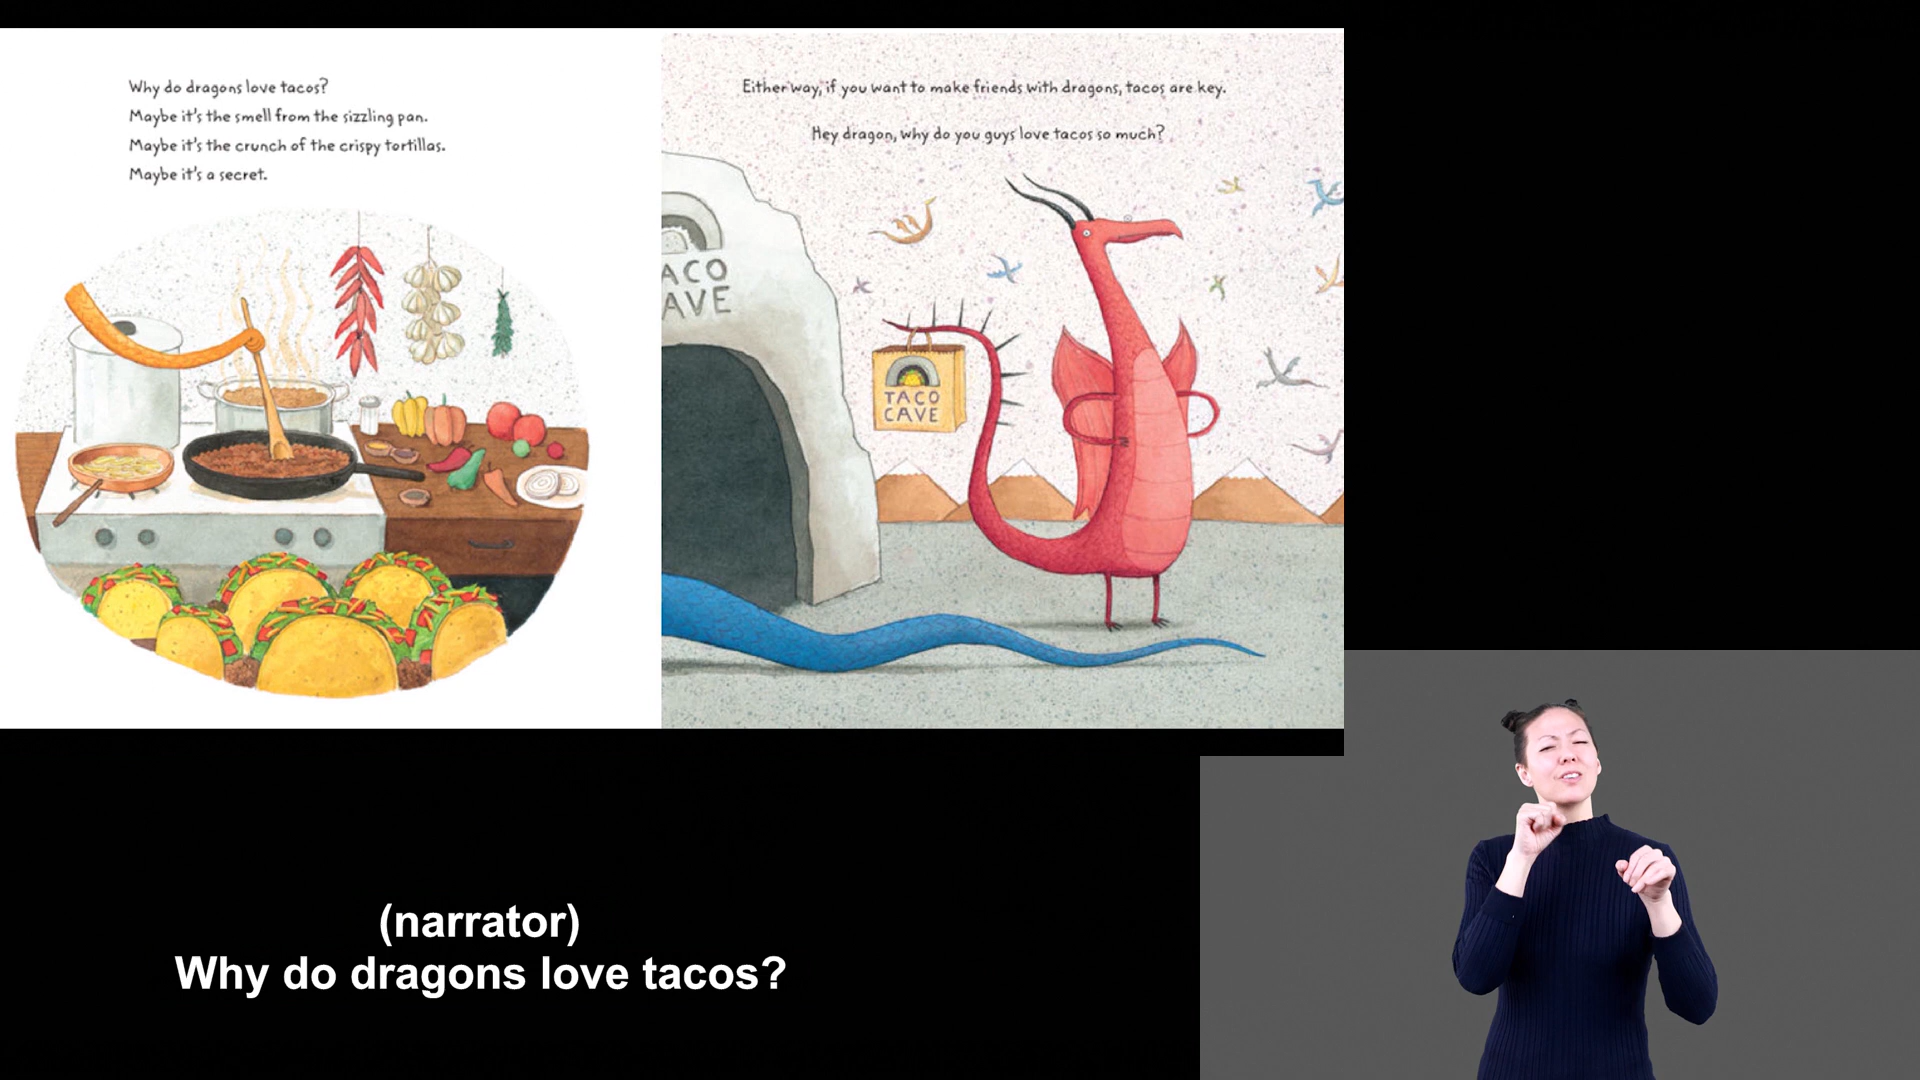 Why do dragons love tacos?
Maybe it's the smell from the sizzling pan.
Maybe it's the crunch of the crispy tortillas.
Maybe it's a secret.
Either way, if you want to make friends with dragons, tacos are key.
Hey dragon, why do you guys love tacos so much?
ACO
AVE
TACO
CAVE
(narrator)
Why do dragons love tacos?